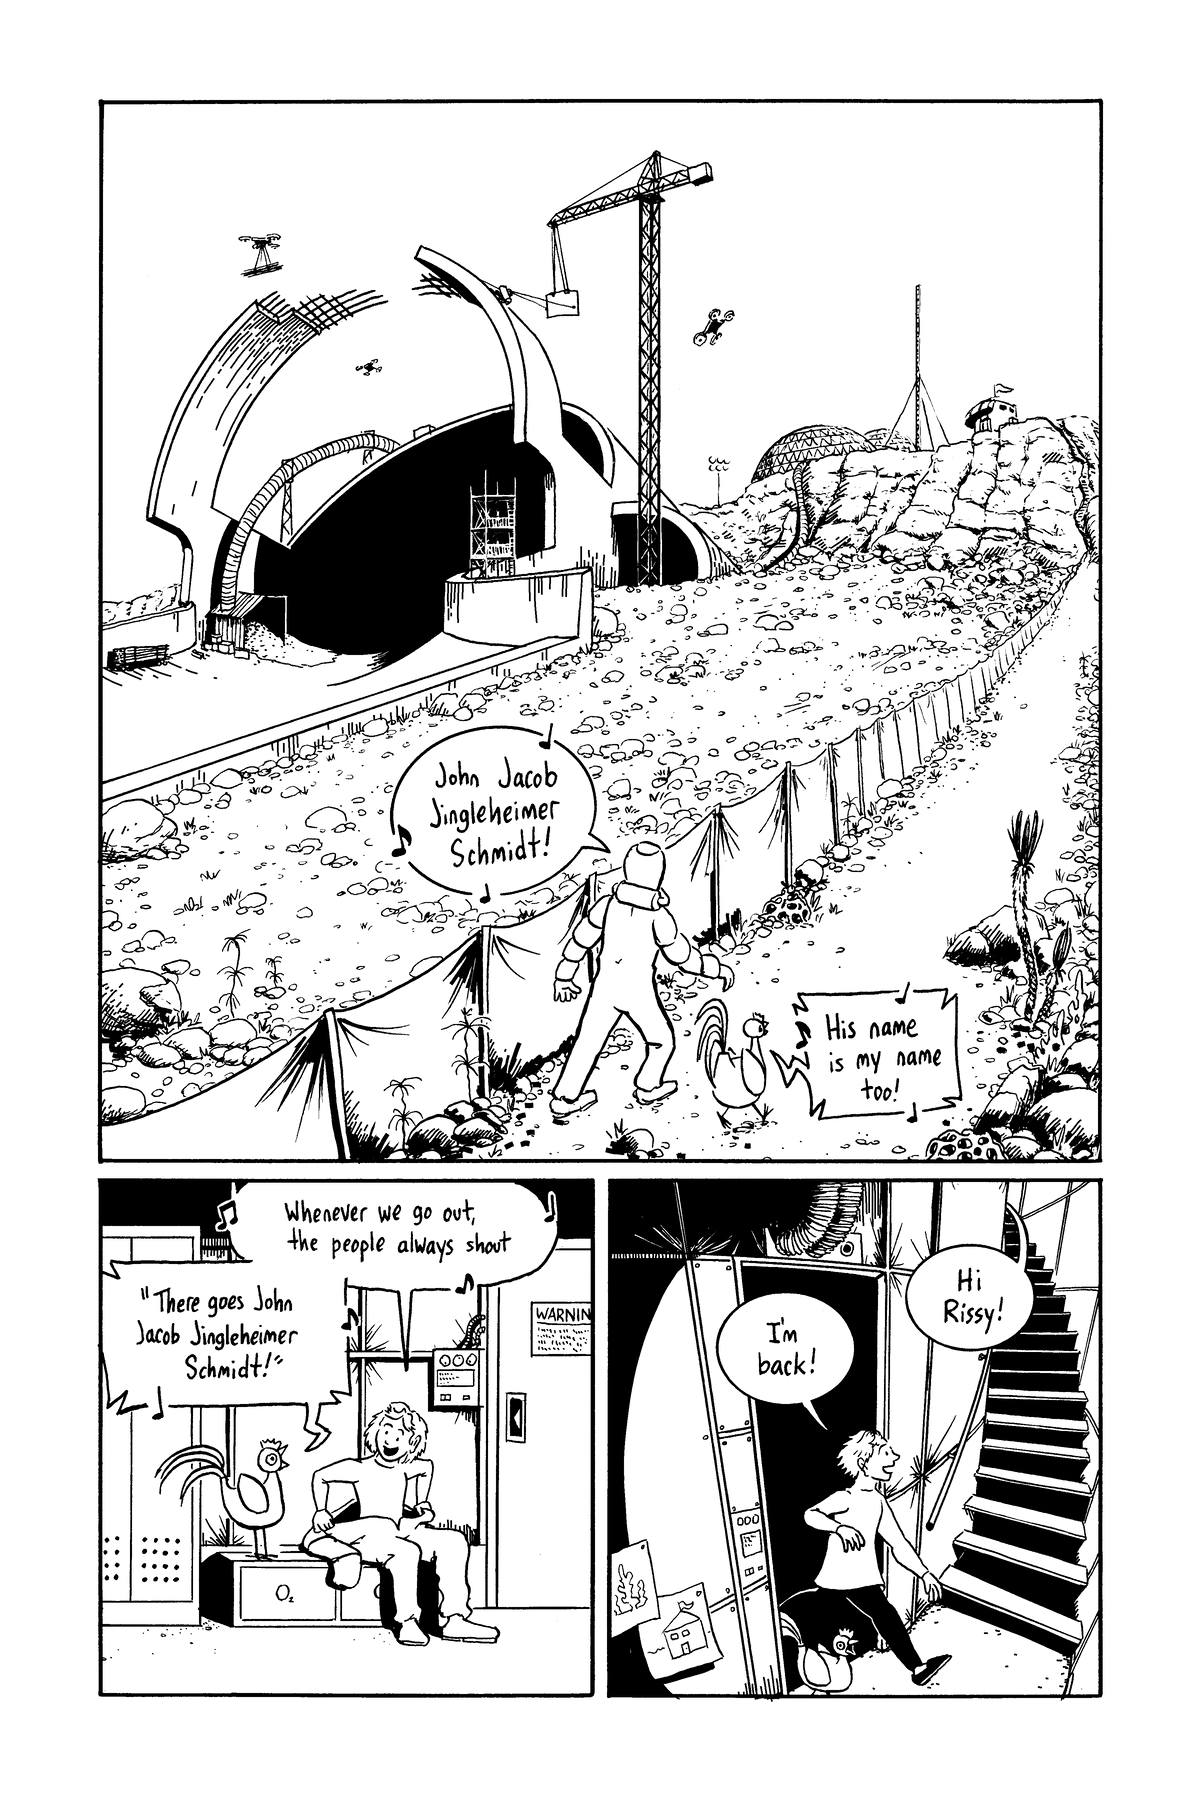 John Jacob
Jingleheimer
Schmidt!
His name
is my name
too!
Whenever we go out,
the people always shout
"There goes John
Jacob Jingleheimer
Schmidt!"
WARNIN
O₂
I'm
back!
Hi
Rissy!